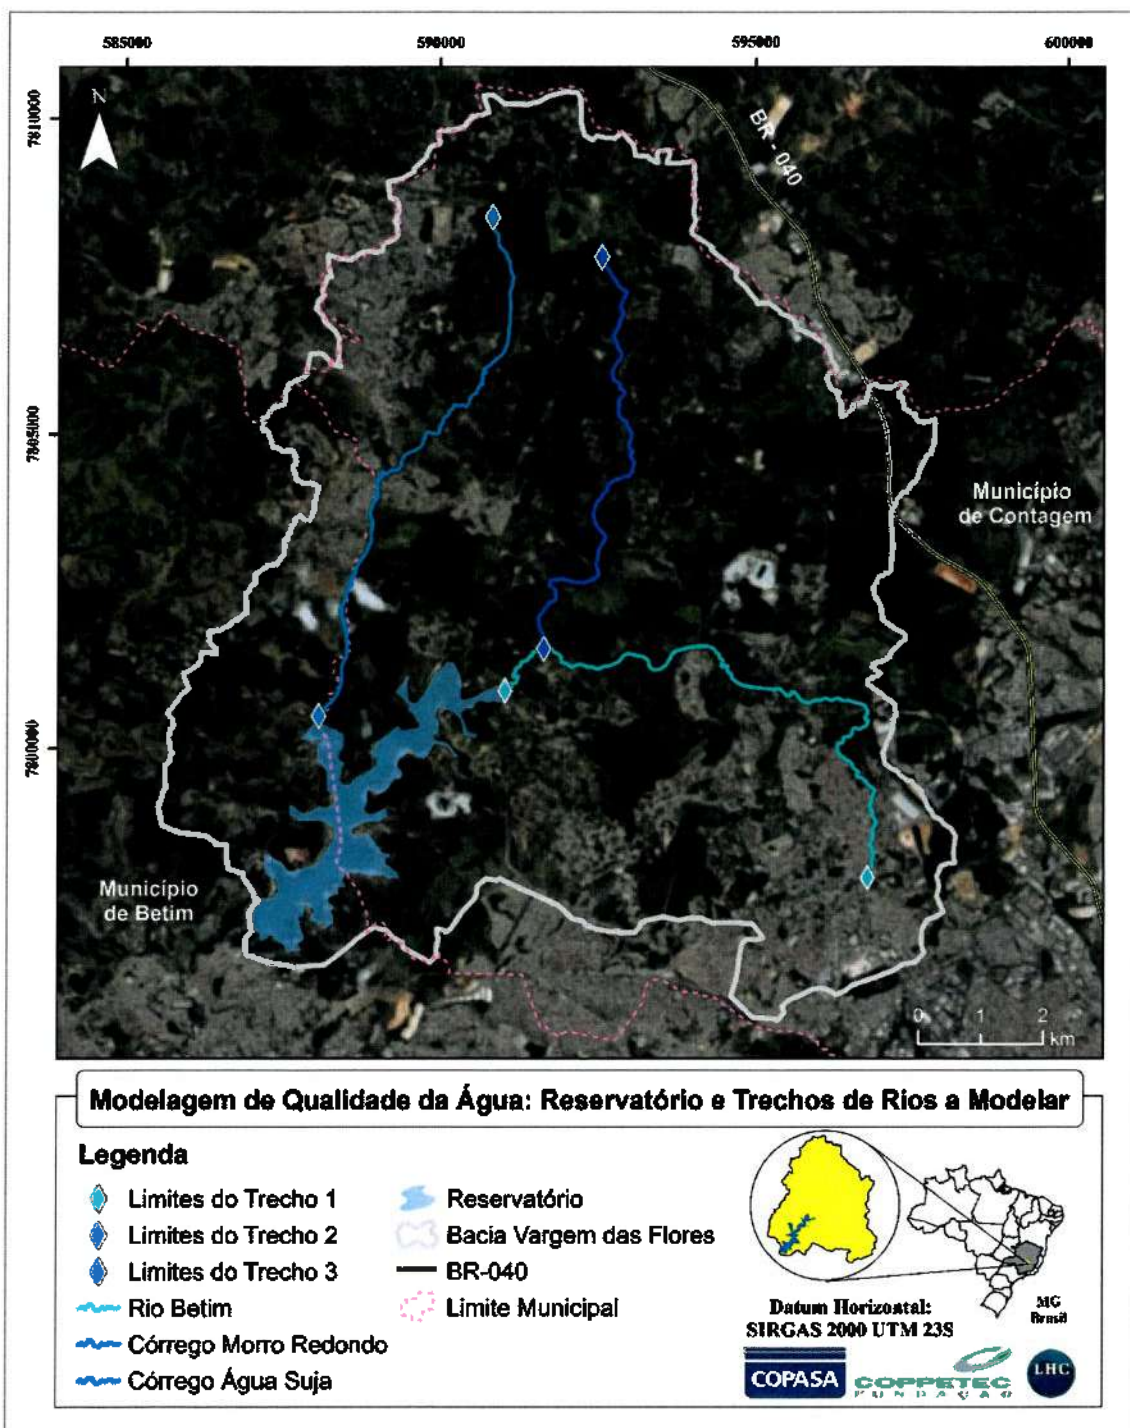 585000 590000 595000 600000
N
7810000
7805000
7800000
BR - 040
Município
de Contagem
Município
de Betim
0 1 2
km
Modelagem de Qualidade da Água: Reservatório e Trechos de Rios a Modelar
Legenda
Limites do Trecho 1
Limites do Trecho 2
Limites do Trecho 3
Rio Betim
Córrego Morro Redondo
Córrego Água Suja
Reservatório
Bacia Vargem das Flores
BR-040
Limite Municipal
MG
Brasil
Datum Horizontal:
SIRGAS 2000 UTM 23S
COPASA
COPPETEC
FUNDAÇÃO
LHC